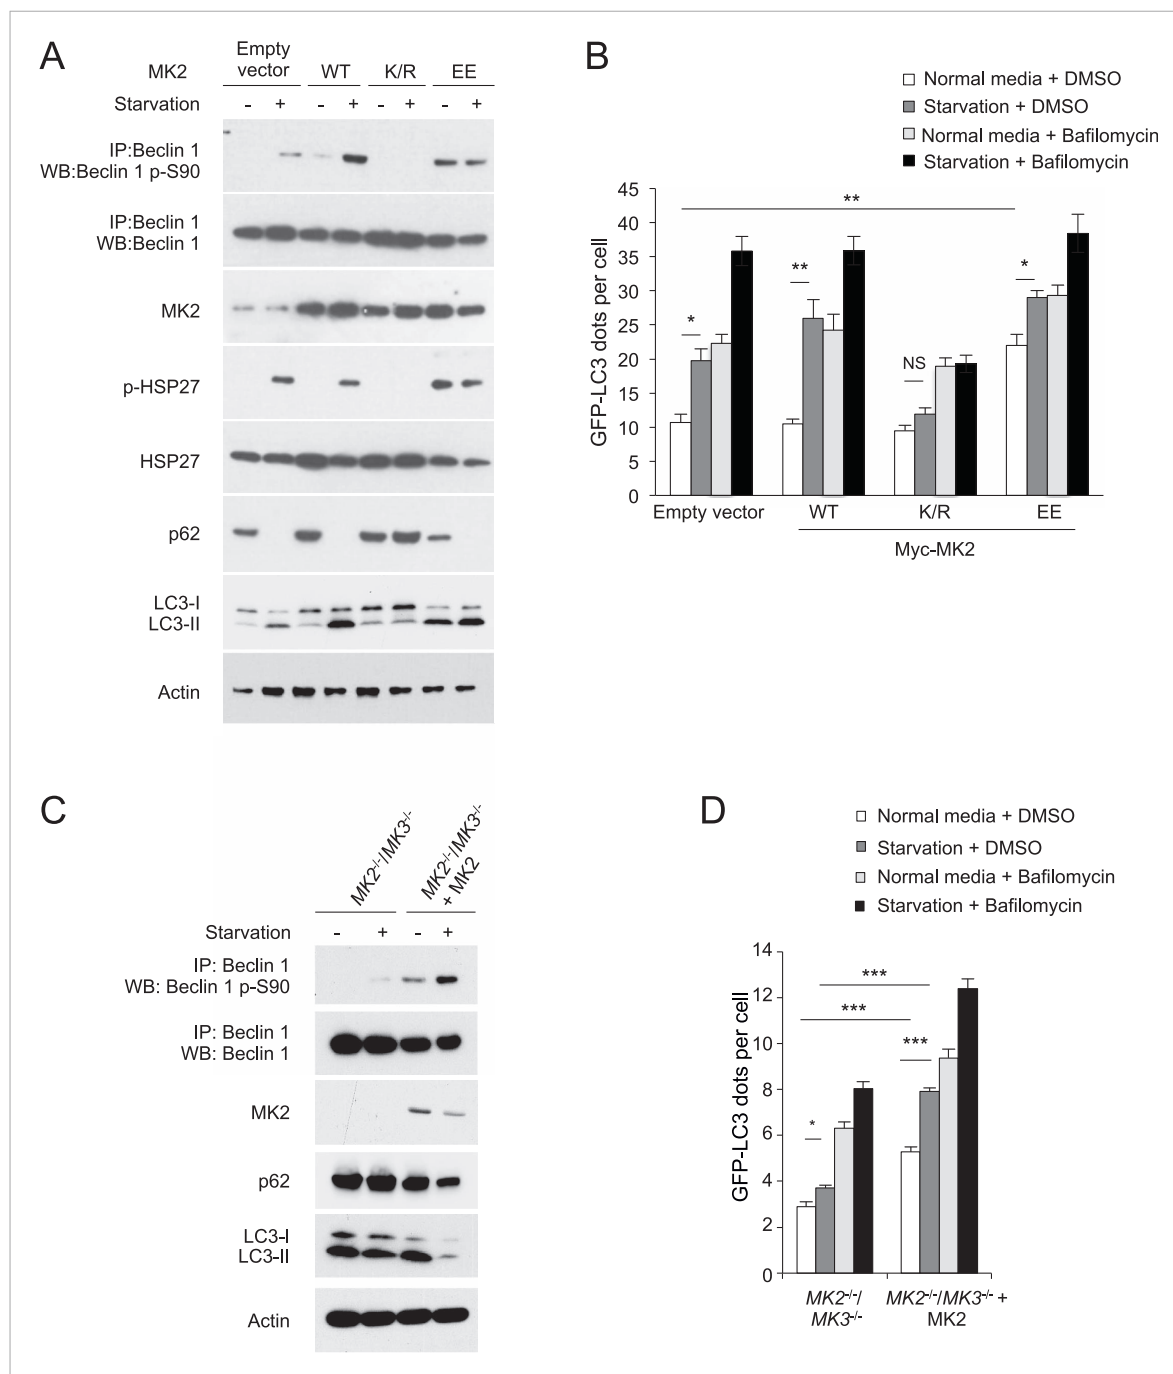 A
Empty
vector
MK2
WT
K/R
EE
Starvation
- + - + - + - +
IP:Beclin 1
WB:Beclin 1 p-S90
IP:Beclin 1
WB:Beclin 1
MK2
p-HSP27
HSP27
p62
LC3-I
LC3-II
Actin
B
Normal media + DMSO
Starvation + DMSO
Normal media + Bafilomycin
Starvation + Bafilomycin
GFP-LC3 dots per cell
45
40
35
30
25
20
15
10
5
0
**
*
**
NS
*
Empty vector WT K/R EE
Myc-MK2
C
MK2-/-/MK3-/-
MK2-/-/MK3-/-
+ MK2
Starvation - + - +
IP: Beclin 1
WB: Beclin 1 p-S90
IP: Beclin 1
WB: Beclin 1
MK2
p62
LC3-I
LC3-II
Actin
D
Normal media + DMSO
Starvation + DMSO
Normal media + Bafilomycin
Starvation + Bafilomycin
GFP-LC3 dots per cell
14
12
10
8
6
4
2
0
***
***
***
*
MK2-/-/
MK3-/-
MK2-/-/MK3-/- +
MK2